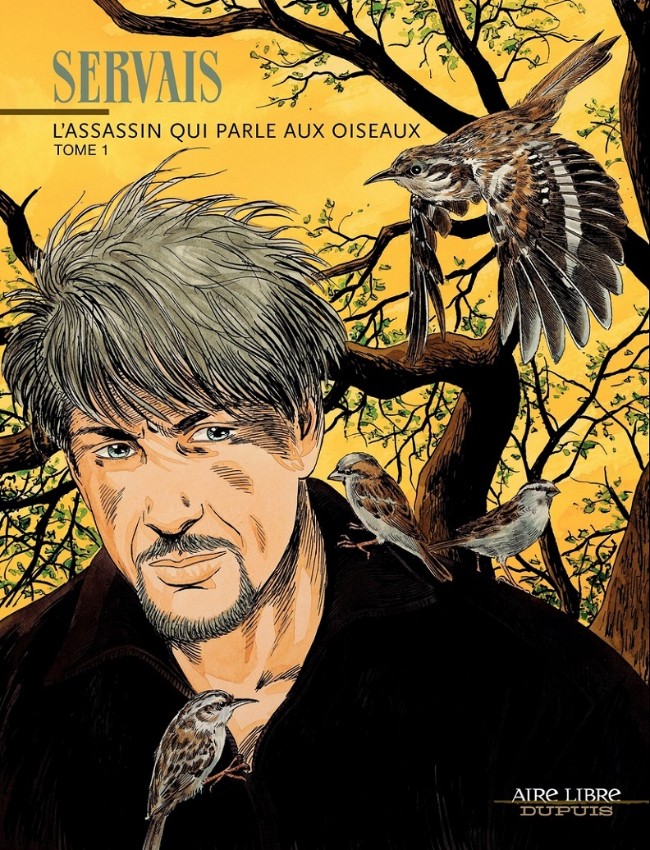 SERVAIS
L'ASSASSIN QUI PARLE AUX OISEAUX
TOME 1
AIRE LIBRE
DUPUIS